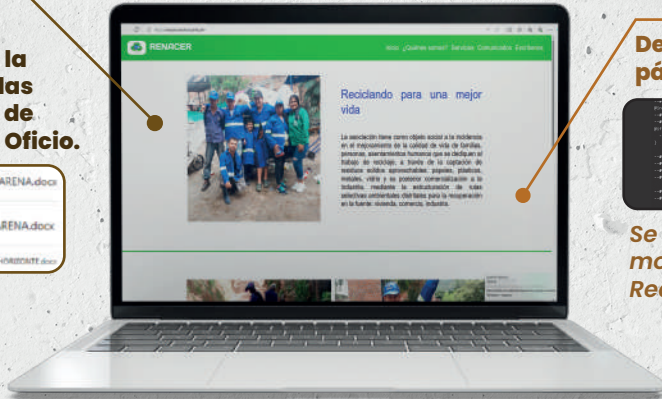 la
das
de
Oficio.
ARENA.docx
ARENA.docx
HORIZONTE.docx
RENACER
Inicio ¿Quiénes somos? Servicios Comunicados Escríbenos
Reciclando para una mejor
vida
La asociación tiene como objeto social a la incidencia
en el mejoramiento de la calidad de vida de familias,
personas, asentamientos humanos que se dediquen al
trabajo de reciclaje, a través de la captación de
residuos sólidos aprovechables: papeles, plásticos,
metales, vidrio y su posterior comercialización a la
industria, mediante la estructuración de rutas
selectivas ambientales distritales para la recuperación
en la fuente: vivienda, comercio, industria.
De
pá
Se
mo
Rec